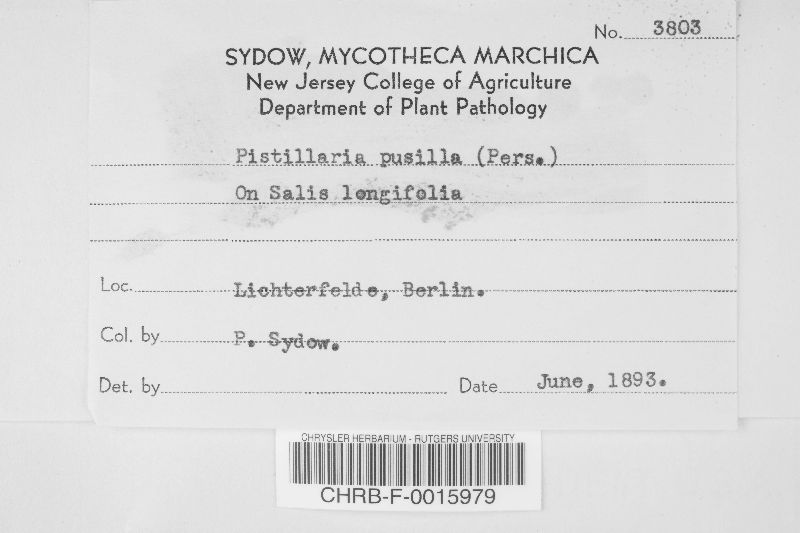 No. 3803
SYDOW, MYCOTHECA MARCHICA
New Jersey College of Agriculture
Department of Plant Pathology
Pistillaria pusilla (Pers.)
On Salis longifolia
Loc. Lichterfelde, Berlin.
Col. by P. Sydow.
Det. by
Date June, 1893.
CHRYSLER HERBARIUM - RUTGERS UNIVERSITY
CHRB-F-0015979